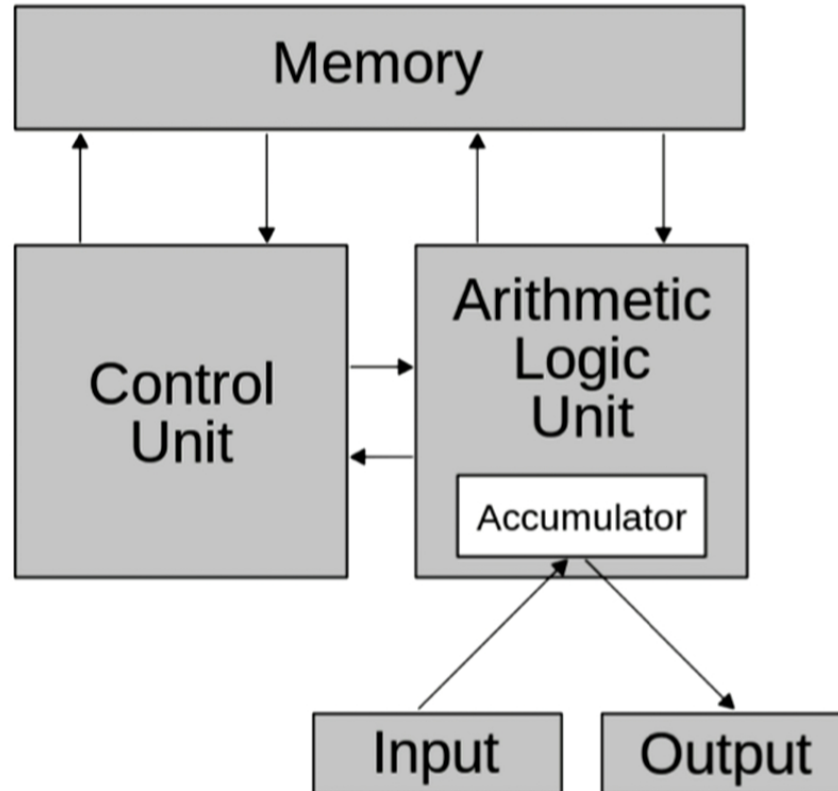 Memory
Control
Unit
Arithmetic
Logic
Unit
Accumulator
Input
Output